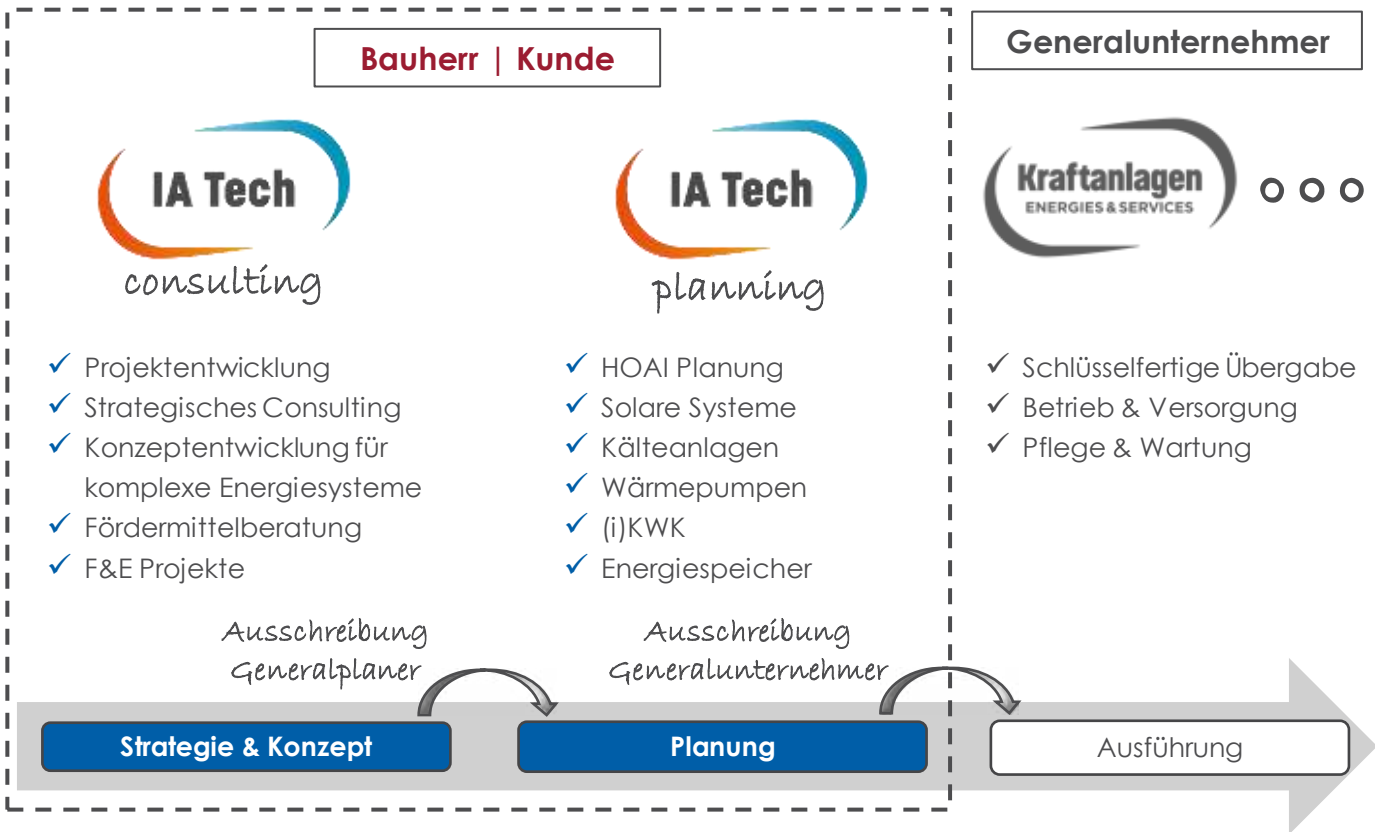 Bauherr | Kunde
Generalunternehmer
IA Tech
consulting
IA Tech
planning
Kraftanlagen
ENERGIES & SERVICES
✓ Projektentwicklung
✓ Strategisches Consulting
✓ Konzeptentwicklung für
komplexe Energiesysteme
✓ Fördermittelberatung
✓ F&E Projekte
✓ HOAI Planung
✓ Solare Systeme
✓ Kälteanlagen
✓ Wärmepumpen
✓ (i)KWK
✓ Energiespeicher
✓ Schlüsselfertige Übergabe
✓ Betrieb & Versorgung
✓ Pflege & Wartung
Ausschreibung
Generalplaner
Ausschreibung
Generalunternehmer
Strategie & Konzept
Planung
Ausführung